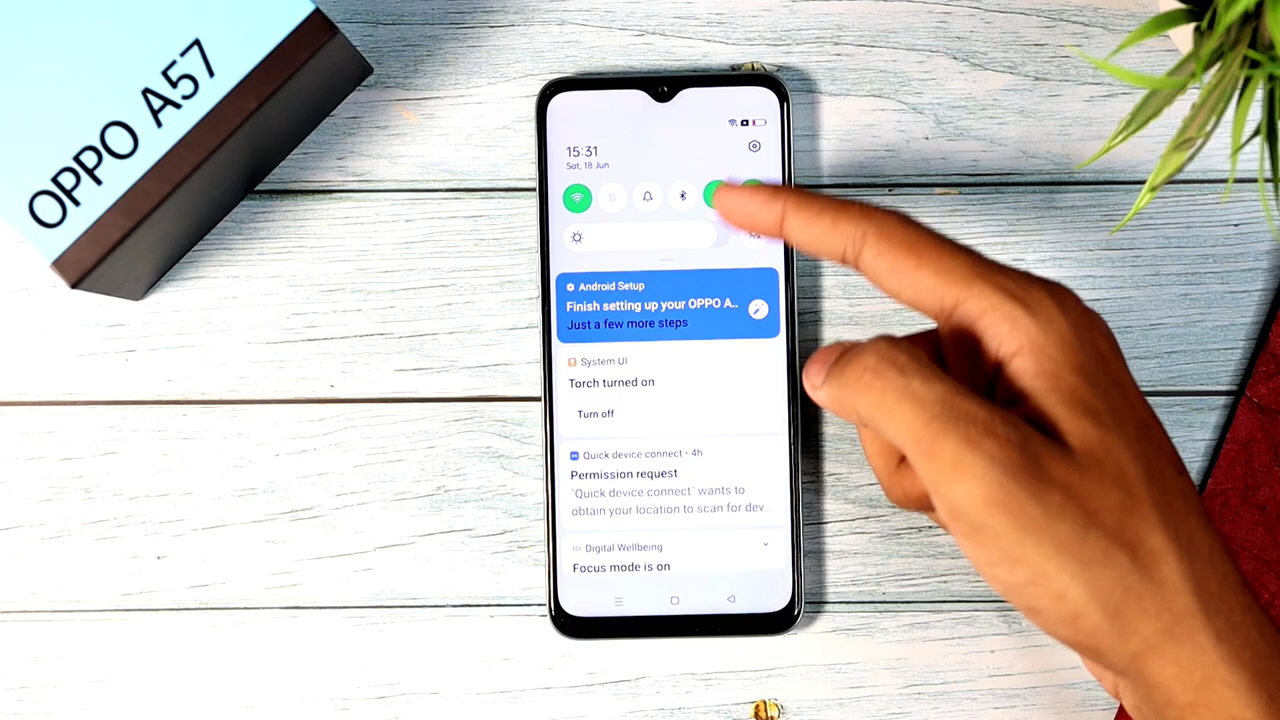 OPPO A57
15:31
Sat, 18 Jun
Android Setup
Finish setting up your OPPO A..
Just a few more steps
System UI
Torch turned on
Turn off
Quick device connect • 4h
Permission request
"Quick device connect" wants to
obtain your location to scan for dev...
Digital Wellbeing
Focus mode is on